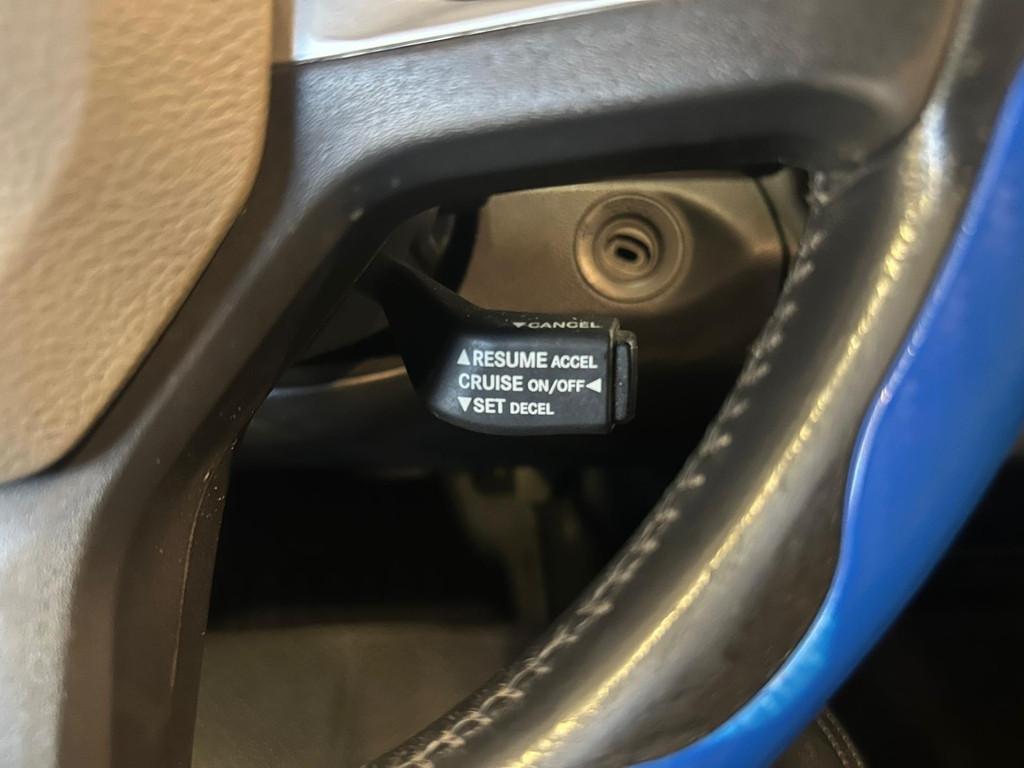 ▼CANCEL
▲RESUME ACCEL
CRUISE ON/OFF◀
▼SET DECEL